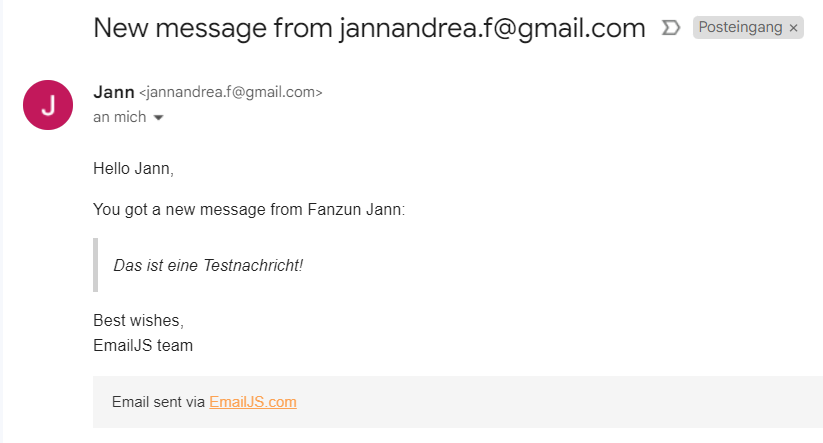 New message from jannandrea.f@gmail.com Posteingang ×
J
Jann <jannandrea.f@gmail.com>
an mich
Hello Jann,
You got a new message from Fanzun Jann:
Das ist eine Testnachricht!
Best wishes,
EmailJS team
Email sent via EmailJS.com